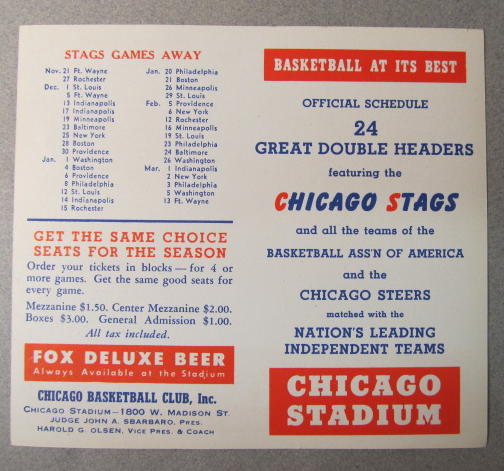 STAGS GAMES AWAY
Nov. 21 Ft. Wayne
27 Rochester
Dec. 1 St. Louis
5 Ft. Wayne
13 Indianapolis
17 Indianapolis
19 Minneapolis
23 Baltimore
25 New York
28 Boston
30 Providence
Jan. 1 Washington
4 Boston
6 Providence
8 Philadelphia
12 St. Louis
14 Indianapolis
15 Rochester
Jan. 20 Philadelphia
21 Boston
26 Minneapolis
29 St. Louis
Feb. 5 Providence
6 New York
12 Rochester
16 Minneapolis
19 St. Louis
23 Philadelphia
24 Baltimore
26 Washington
Mar. 1 Indianapolis
2 New York
3 Philadelphia
5 Washington
13 Ft. Wayne
GET THE SAME CHOICE
SEATS FOR THE SEASON
Order your tickets in blocks—for 4 or
more games. Get the same good seats for
every game.
Mezzanine $1.50. Center Mezzanine $2.00.
Boxes $3.00. General Admission $1.00.
All tax included.
FOX DELUXE BEER
Always Available at the Stadium
CHICAGO BASKETBALL CLUB, Inc.
CHICAGO STADIUM—1800 W. MADISON ST.
JUDGE JOHN A. SBARBARO, PRES.
HAROLD G. OLSEN, VICE PRES. & COACH
BASKETBALL AT ITS BEST
OFFICIAL SCHEDULE
24
GREAT DOUBLE HEADERS
featuring the
CHICAGO STAGS
and all the teams of the
BASKETBALL ASS'N OF AMERICA
and the
CHICAGO STEERS
matched with the
NATION'S LEADING
INDEPENDENT TEAMS
CHICAGO
STADIUM